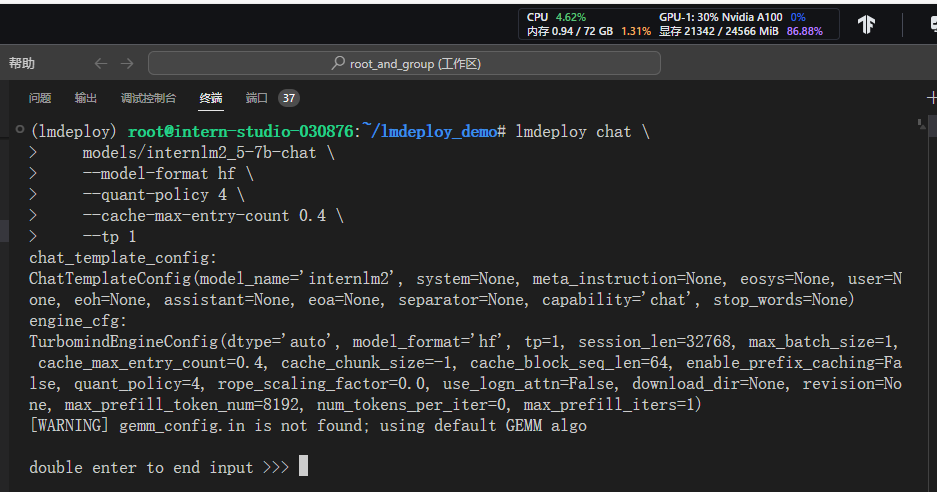 CPU 4.62% GPU-1: 30% Nvidia A100 0%
内存 0.94 / 72 GB 1.31% 显存 21342 / 24566 MiB 86.88%
帮助 root_and_group (工作区)
问题 输出 调试控制台 终端 端口 37
(lmdeploy) root@intern-studio-030876:~/lmdeploy_demo# lmdeploy chat \
> models/internlm2_5-7b-chat \
> --model-format hf \
> --quant-policy 4 \
> --cache-max-entry-count 0.4 \
> --tp 1
chat_template_config:
ChatTemplateConfig(model_name='internlm2', system=None, meta_instruction=None, eosys=None, user=N
one, eoh=None, assistant=None, eoa=None, separator=None, capability='chat', stop_words=None)
engine_cfg:
TurbomindEngineConfig(dtype='auto', model_format='hf', tp=1, session_len=32768, max_batch_size=1,
cache_max_entry_count=0.4, cache_chunk_size=-1, cache_block_seq_len=64, enable_prefix_caching=Fa
lse, quant_policy=4, rope_scaling_factor=0.0, use_logn_attn=False, download_dir=None, revision=No
ne, max_prefill_token_num=8192, num_tokens_per_iter=0, max_prefill_iters=1)
[WARNING] gemm_config.in is not found; using default GEMM algo
double enter to end input >>>